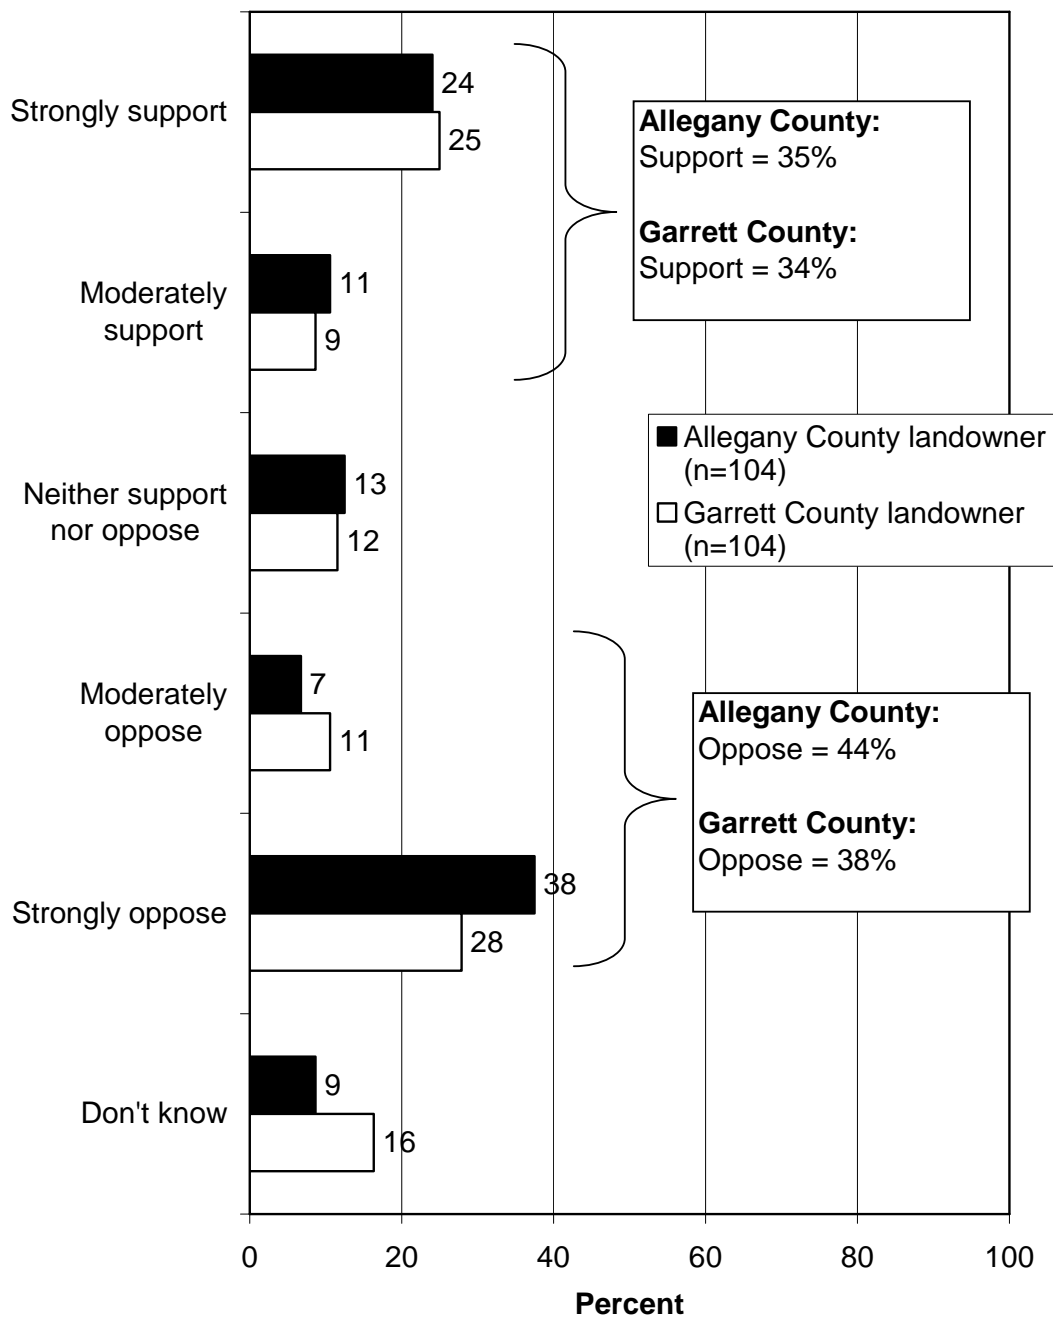 Strongly support
24
25
Allegany County:
Support = 35%
Garrett County:
Support = 34%
Moderately
support
11
9
Allegany County landowner
(n=104)
Garrett County landowner
(n=104)
Neither support
nor oppose
13
12
Moderately
oppose
7
11
Allegany County:
Oppose = 44%
Garrett County:
Oppose = 38%
Strongly oppose
38
28
Don't know
9
16
0 20 40 60 80 100
Percent